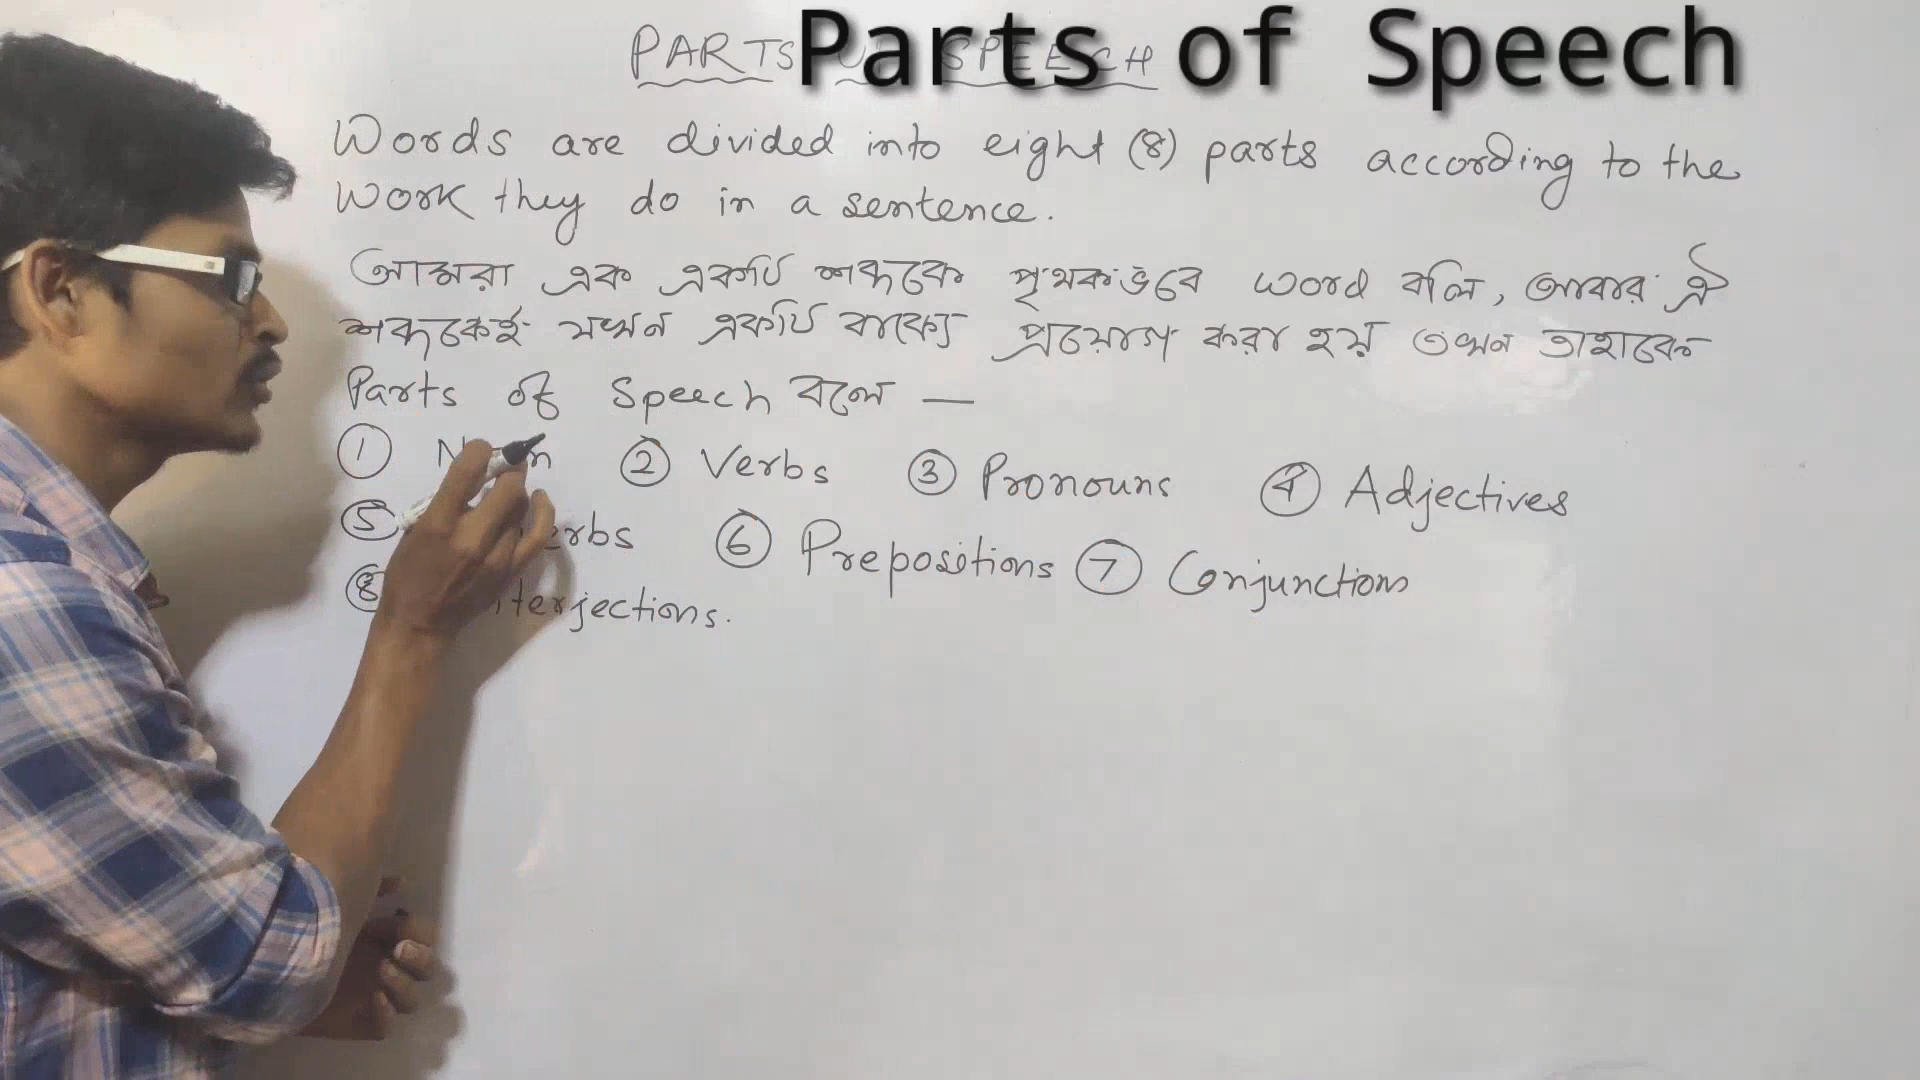 Parts of Speech
PARTS SPEECH
Words are divided into eight (8) parts according to the
work they do in a sentence.
আমরা এক একটি শব্দকে পৃথকভবে word বলি, আবার ঐ
শব্দকেই যখন একটি বাক্যে প্রয়োগ করা হয় তখন তাহাকে
Parts of Speech বলে —
① ② Verbs ③ Pronouns ④ Adjectives
⑤ ⑥ Prepositions ⑦ Conjunctions
⑧